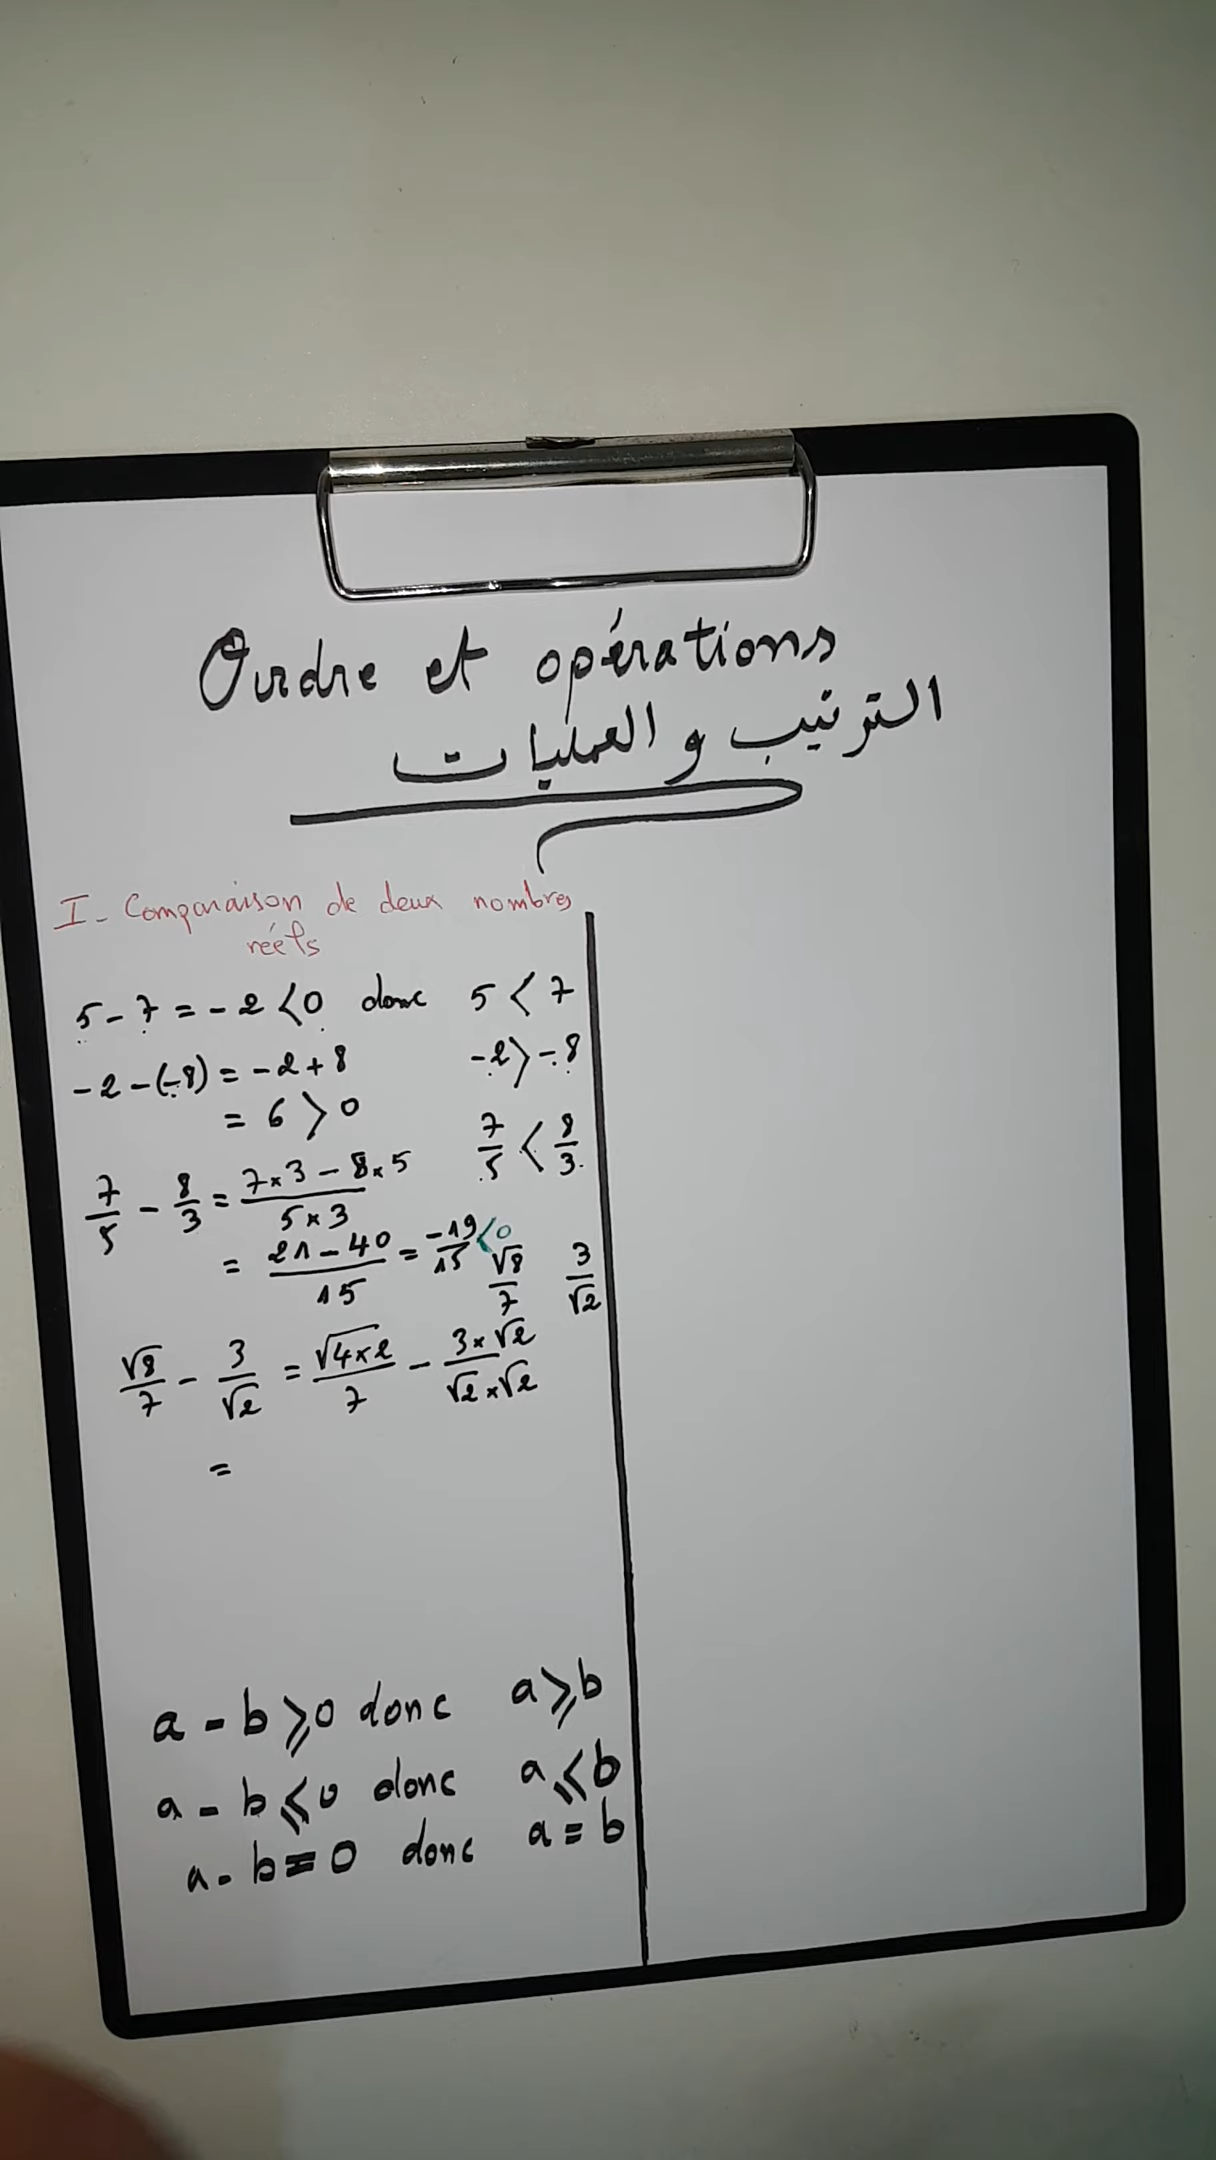 Ordre et opérations
الترتيب و العمليات
I - Comparaison de deux nombres
réels
5 - 7 = - 2 < 0 donc 5 < 7
- 2 - (-8) = - 2 + 8 -2 > -8
= 6 > 0
7/5 < 8/3
7/5 - 8/3 = (7 × 3 - 8 × 5)/(5 × 3)
= (21 - 40)/15 = -19/15 < 0
√8/7 3/√2
√8/7 - 3/√2 = √(4×2)/7 - (3 × √2)/(√2 × √2)
=
a - b ⩾ 0 donc a ⩾ b
a - b ⩽ 0 donc a ⩽ b
a - b = 0 donc a = b